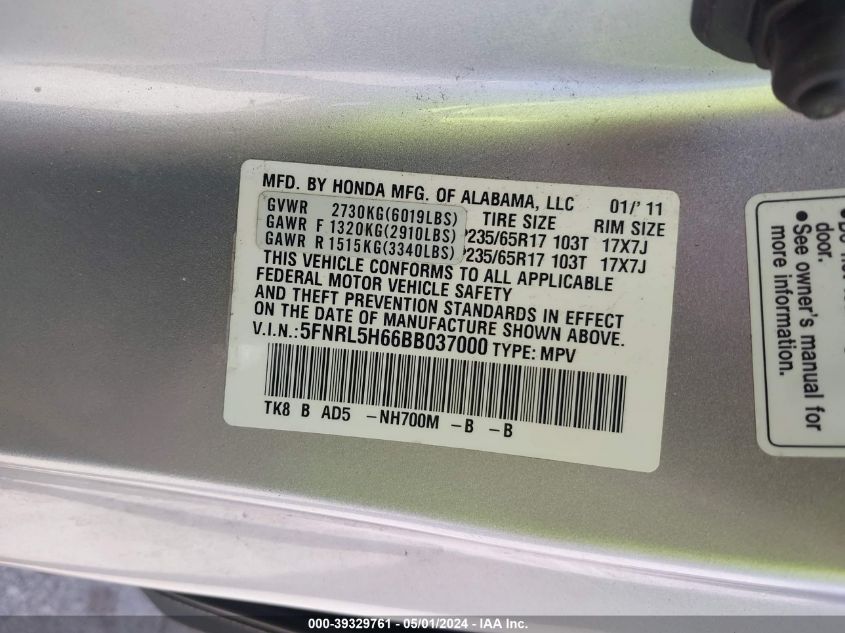 MFD. BY HONDA MFG. OF ALABAMA, LLC 01/'11
GVWR 2730KG(6019LBS) TIRE SIZE RIM SIZE
GAWR F 1320KG(2910LBS) P235/65R17 103T 17X7J
GAWR R 1515KG(3340LBS) P235/65R17 103T 17X7J
THIS VEHICLE CONFORMS TO ALL APPLICABLE
FEDERAL MOTOR VEHICLE SAFETY
AND THEFT PREVENTION STANDARDS IN EFFECT
ON THE DATE OF MANUFACTURE SHOWN ABOVE.
V.I.N.:5FNRL5H66BB037000 TYPE: MPV
TK8 B AD5 -NH700M -B -B
door.
• See owner's manual for
more information.
000-39329761 - 05/01/2024 - IAA Inc.